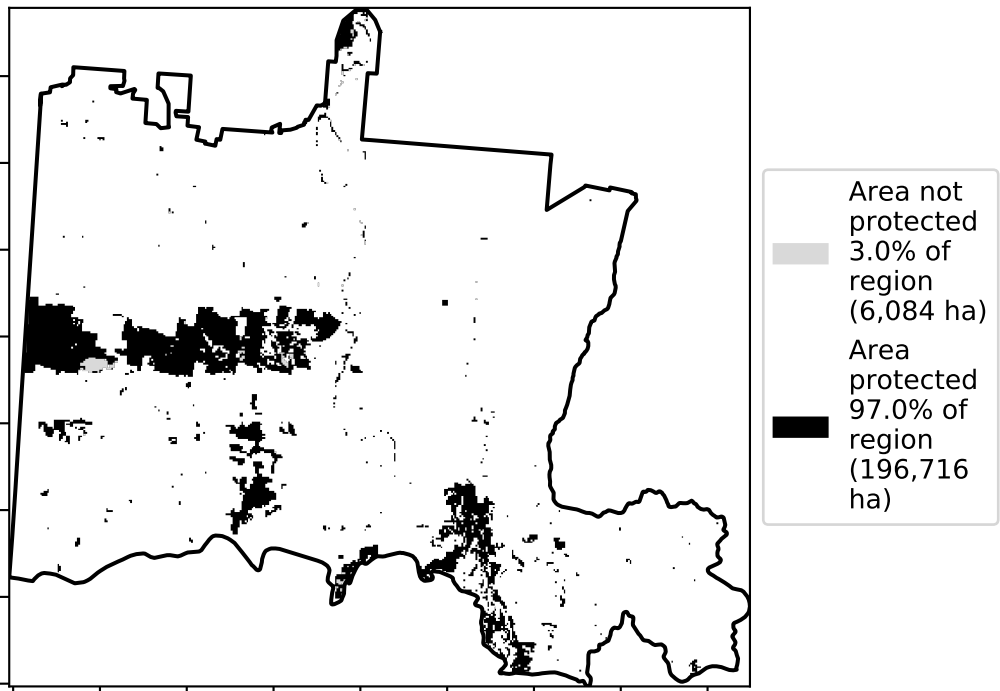 Area not
protected
3.0% of
region
(6,084 ha)
Area
protected
97.0% of
region
(196,716
ha)